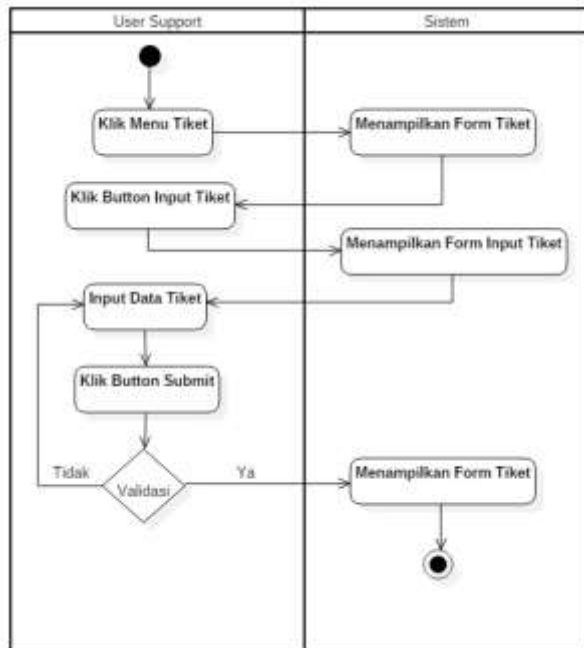 User Support
Sistem
Klik Menu Tiket
Menampilkan Form Tiket
Klik Button Input Tiket
Menampilkan Form Input Tiket
Input Data Tiket
Klik Button Submit
Tidak
Validasi
Ya
Menampilkan Form Tiket